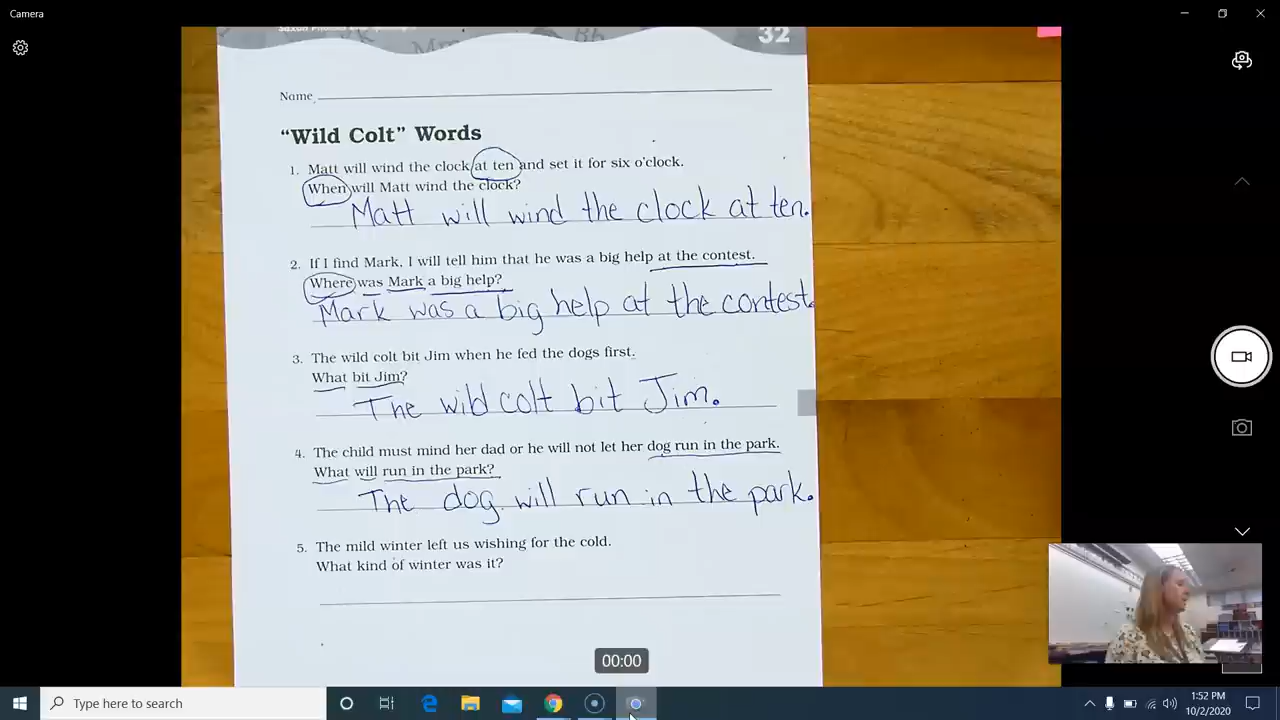 Camera
32
Name
"Wild Colt" Words
1. Matt will wind the clock at ten and set it for six o'clock.
When will Matt wind the clock?
Matt will wind the clock at ten.
2. If I find Mark, I will tell him that he was a big help at the contest.
Where was Mark a big help?
Mark was a big help at the contest.
3. The wild colt bit Jim when he fed the dogs first.
What bit Jim?
The wild colt bit Jim.
4. The child must mind her dad or he will not let her dog run in the park.
What will run in the park?
The dog will run in the park.
5. The mild winter left us wishing for the cold.
What kind of winter was it?
00:00
Type here to search
1:52 PM
10/2/2020